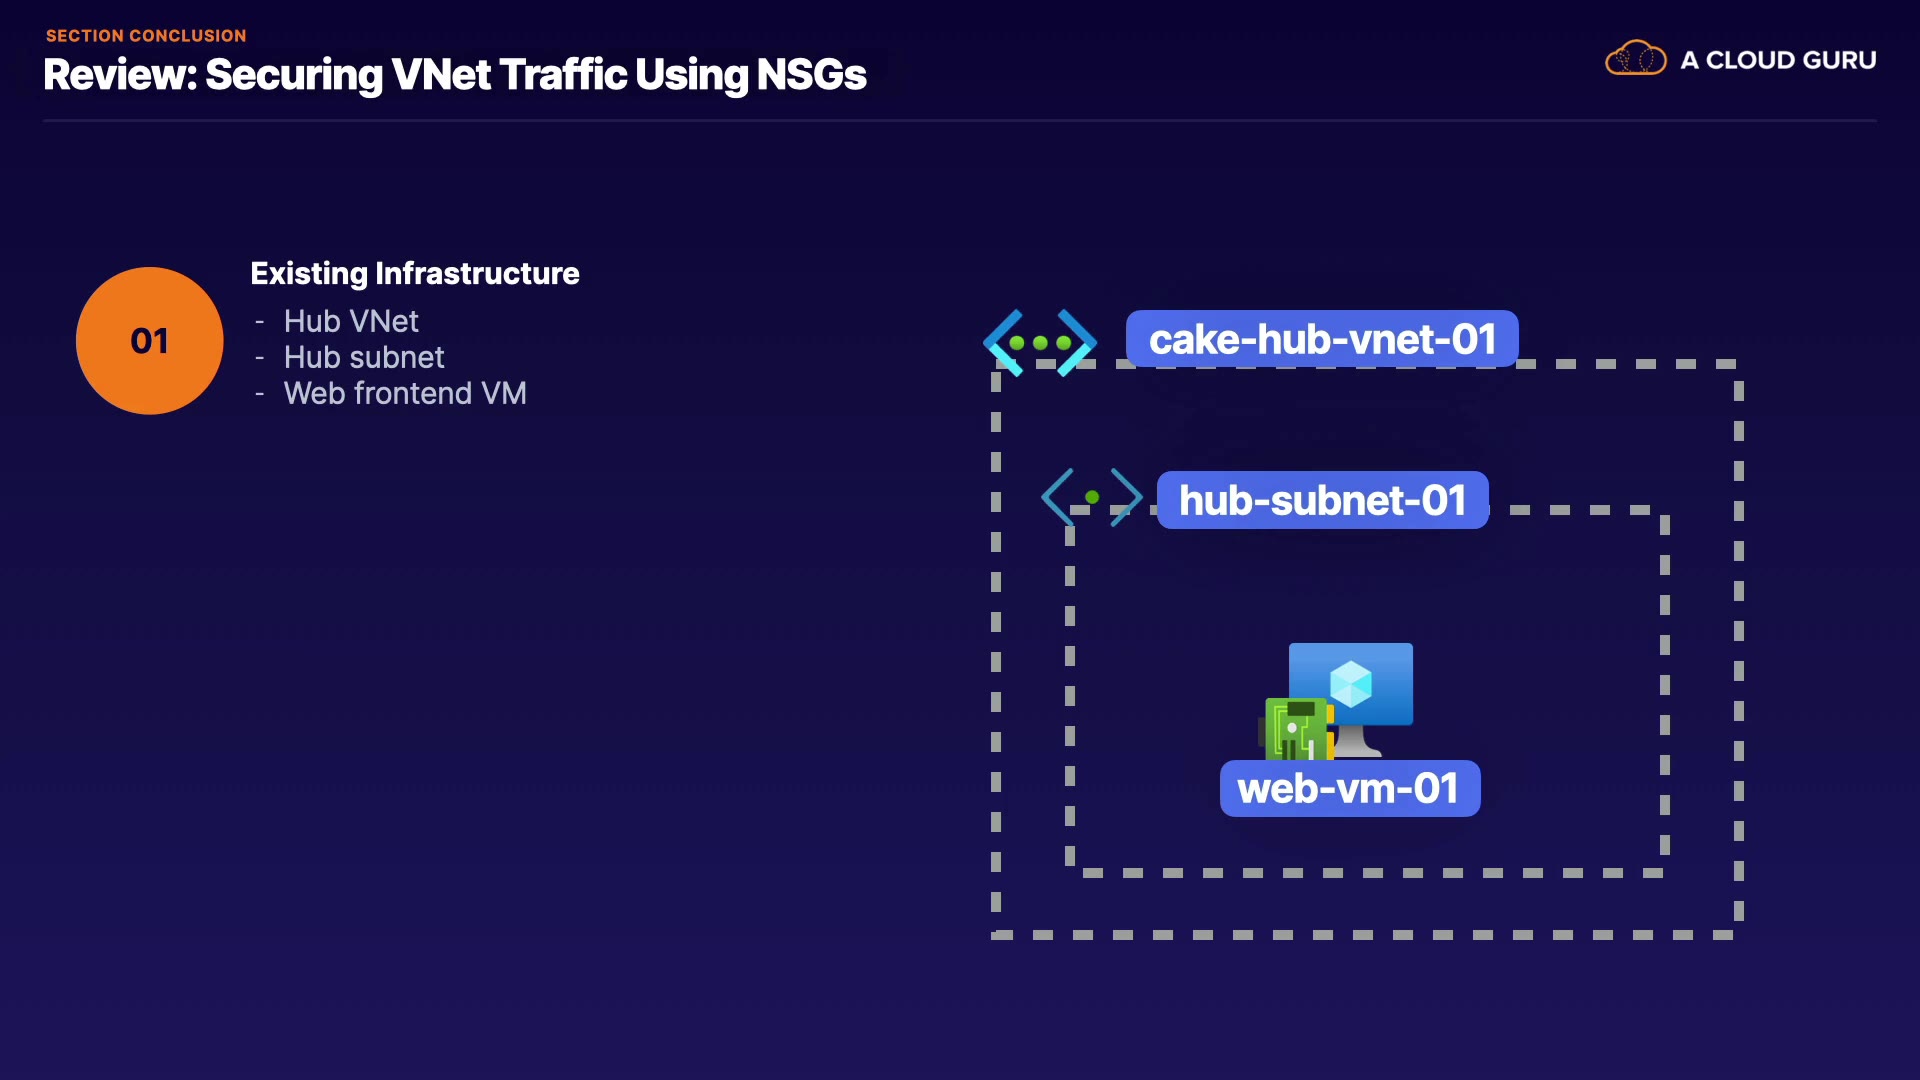 SECTION CONCLUSION
Review: Securing VNet Traffic Using NSGs
A CLOUD GURU
01
Existing Infrastructure
- Hub VNet
- Hub subnet
- Web frontend VM
cake-hub-vnet-01
hub-subnet-01
web-vm-01